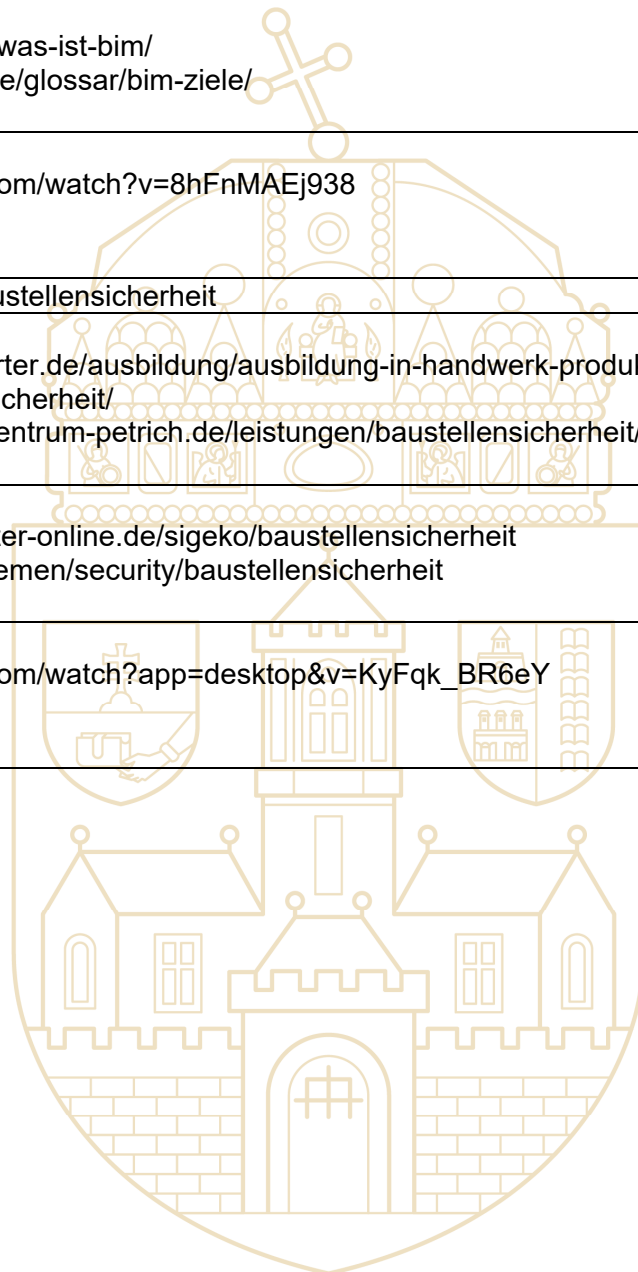 was-ist-bim/
e/glossar/bim-ziele/
om/watch?v=8hFnMAEj938
ustellensicherheit
rter.de/ausbildung/ausbildung-in-handwerk-produk
cherheit/
entrum-petrich.de/leistungen/baustellensicherheit/
ter-online.de/sigeko/baustellensicherheit
emen/security/baustellensicherheit
om/watch?app=desktop&v=KyFqk_BR6eY